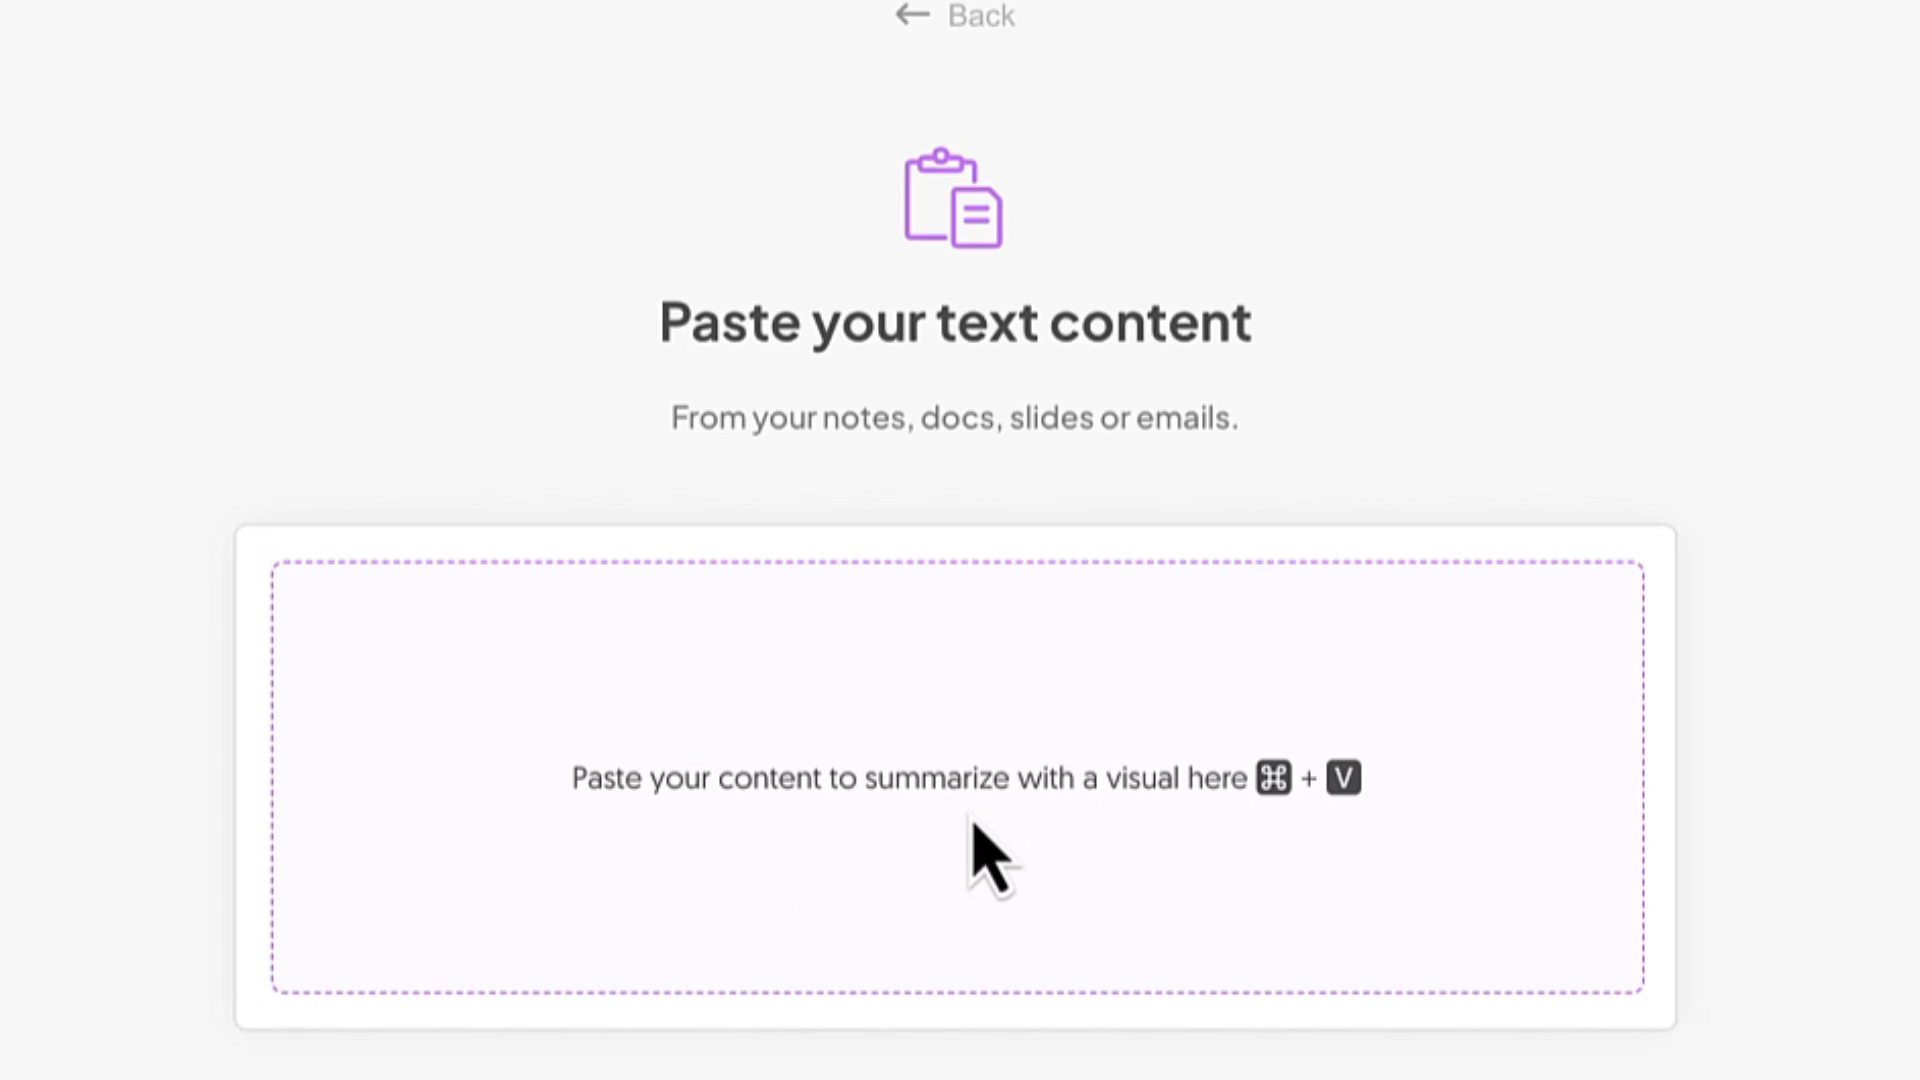 ← Back
Paste your text content
From your notes, docs, slides or emails.
Paste your content to summarize with a visual here ⌘ + V